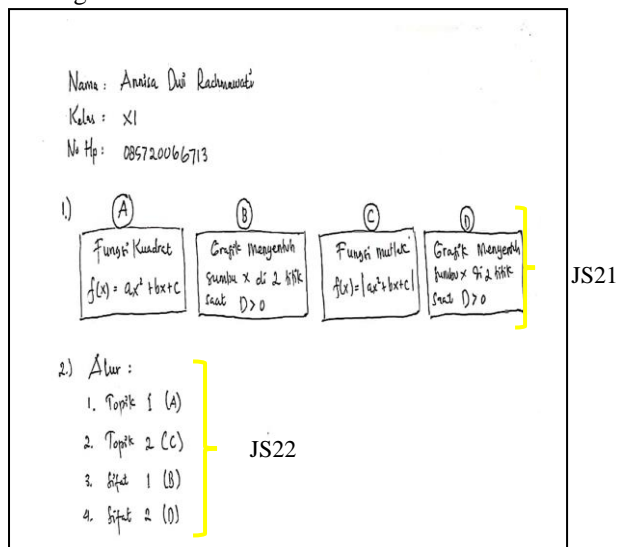 Nama : Annisa Dwi Rachmawati
Kelas : XI
No Hp : 085720066713
1.)
A
Fungsi Kuadrat
f(x) = ax² + bx + c
B
Grafik Menyentuh
sumbu x di 2 titik
saat D > 0
C
Fungsi mutlak
f(x) = |ax² + bx + c|
D
Grafik Menyentuh
sumbu x di 2 titik
saat D > 0
JS21
2.) Alur :
1. Topik 1 (A)
2. Topik 2 (C)
3. Sifat 1 (B)
4. Sifat 2 (D)
JS22